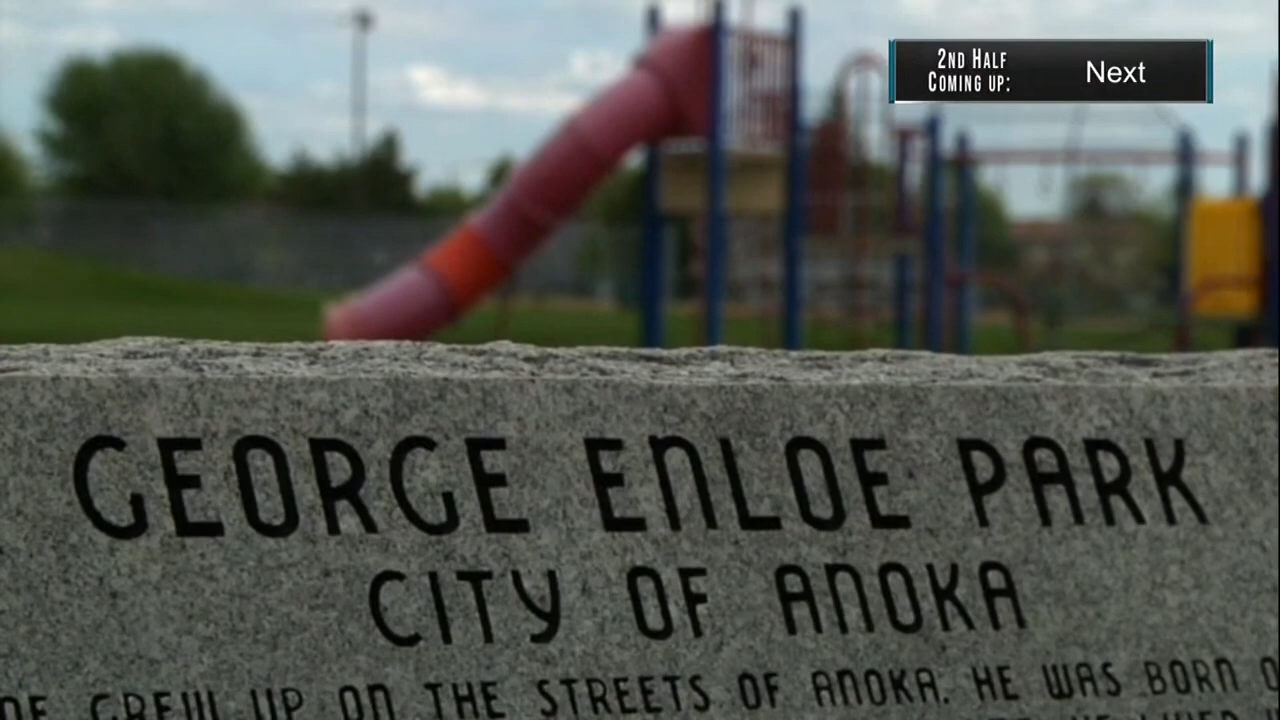 2ND HALF
COMING UP:
Next
GEORGE ENLOE PARK
CITY OF ANOKA
GREW UP ON THE STREETS OF ANOKA. HE WAS BORN